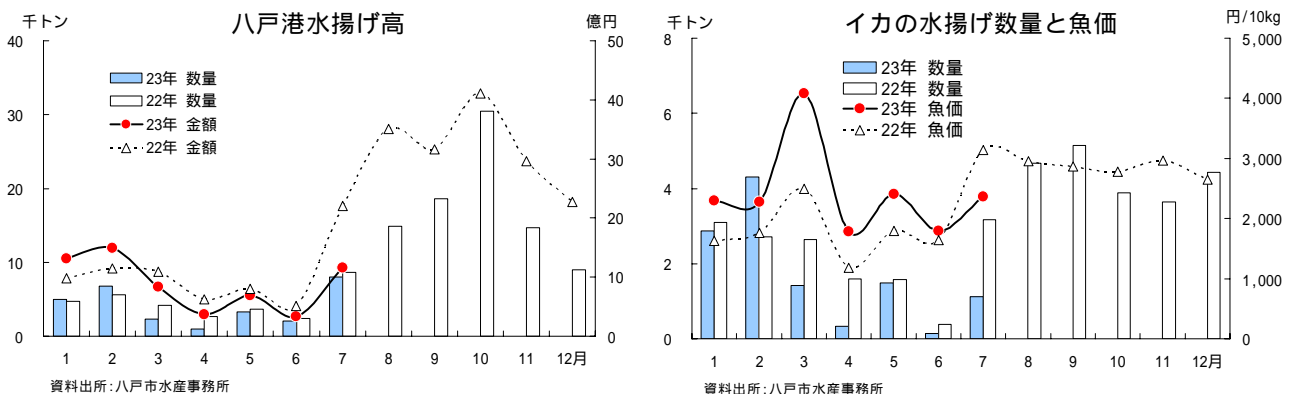 八戸港水揚げ高
千トン
億円
40
30
20
10
0
50
40
30
20
10
0
23年 数量
22年 数量
23年 金額
22年 金額
1 2 3 4 5 6 7 8 9 10 11 12月
資料出所:八戸市水産事務所
イカの水揚げ数量と魚価
千トン
円/10kg
8
6
4
2
0
5,000
4,000
3,000
2,000
1,000
0
23年 数量
22年 数量
23年 魚価
22年 魚価
1 2 3 4 5 6 7 8 9 10 11 12月
資料出所:八戸市水産事務所